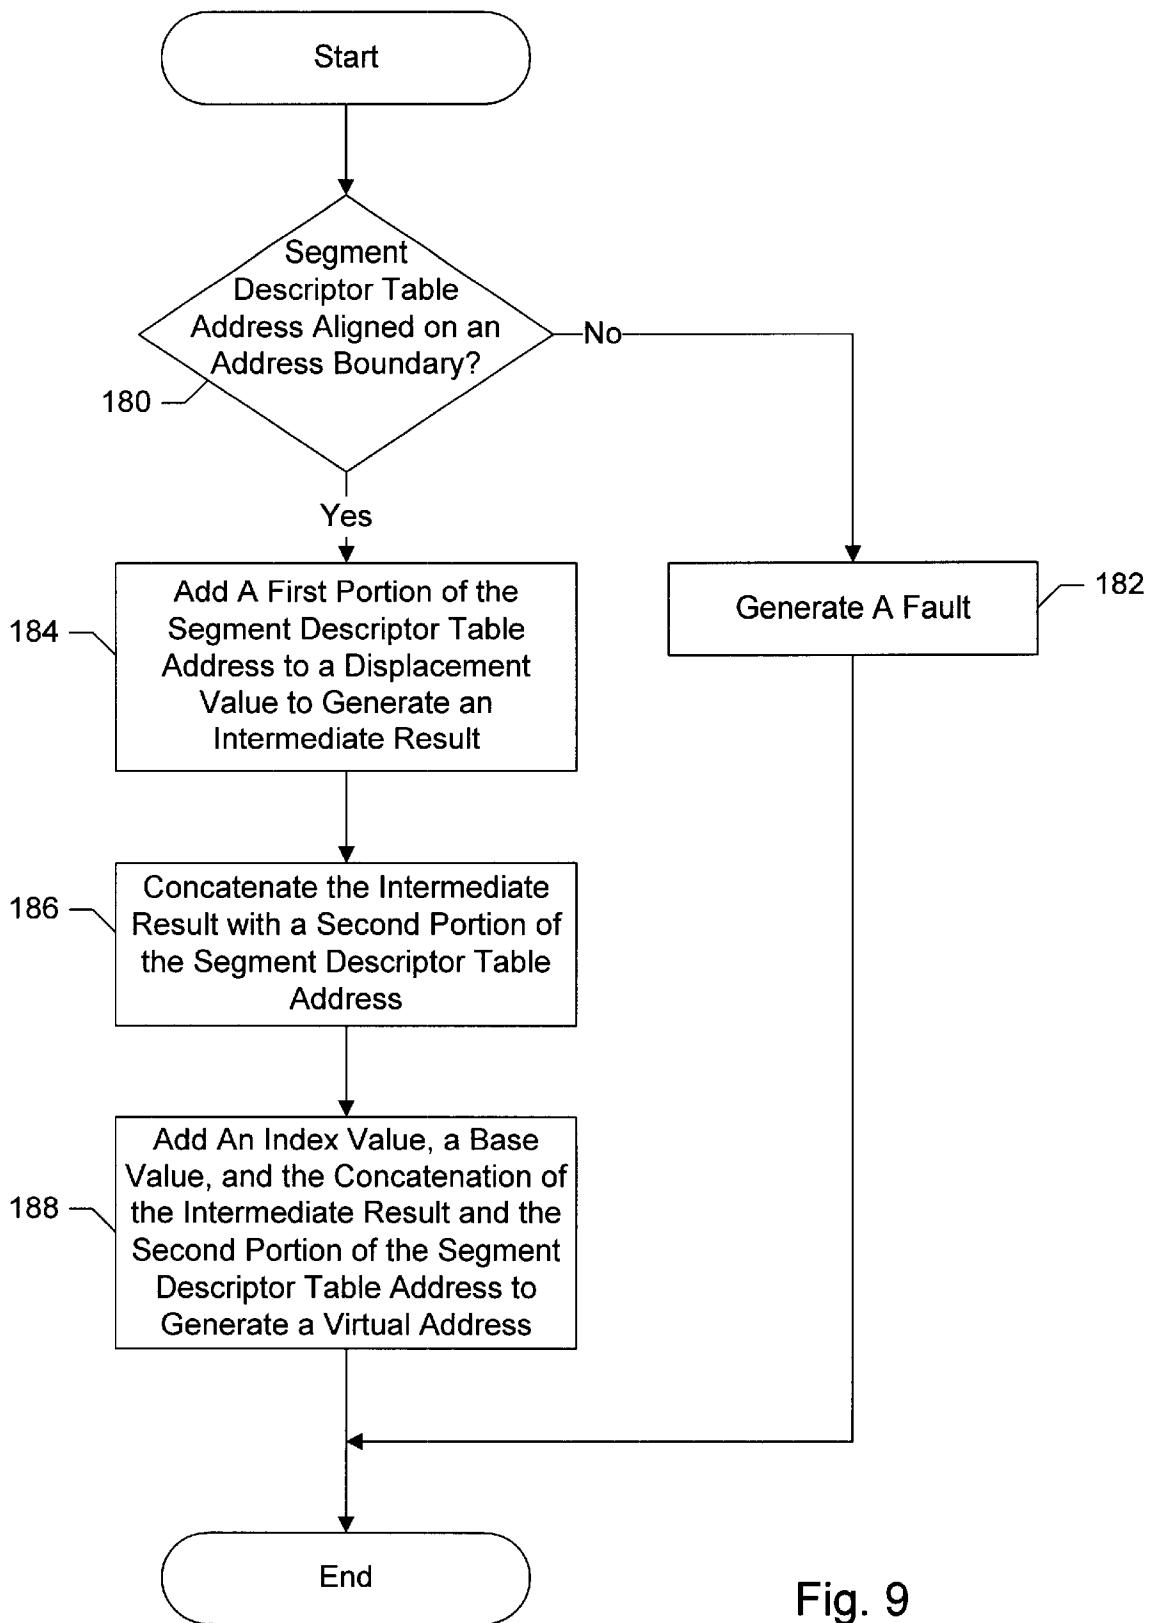 Start
Segment
Descriptor Table
Address Aligned on an
Address Boundary?
180
No
Yes
184
Add A First Portion of the
Segment Descriptor Table
Address to a Displacement
Value to Generate an
Intermediate Result
Generate A Fault
182
186
Concatenate the Intermediate
Result with a Second Portion of
the Segment Descriptor Table
Address
188
Add An Index Value, a Base
Value, and the Concatenation of
the Intermediate Result and the
Second Portion of the Segment
Descriptor Table Address to
Generate a Virtual Address
End
Fig. 9